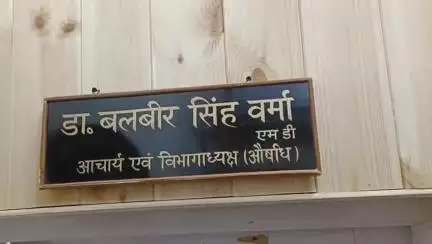 डा. बलबीर सिंह वर्मा
एम डी
आचार्य एवं विभागाध्यक्ष (औषधि)